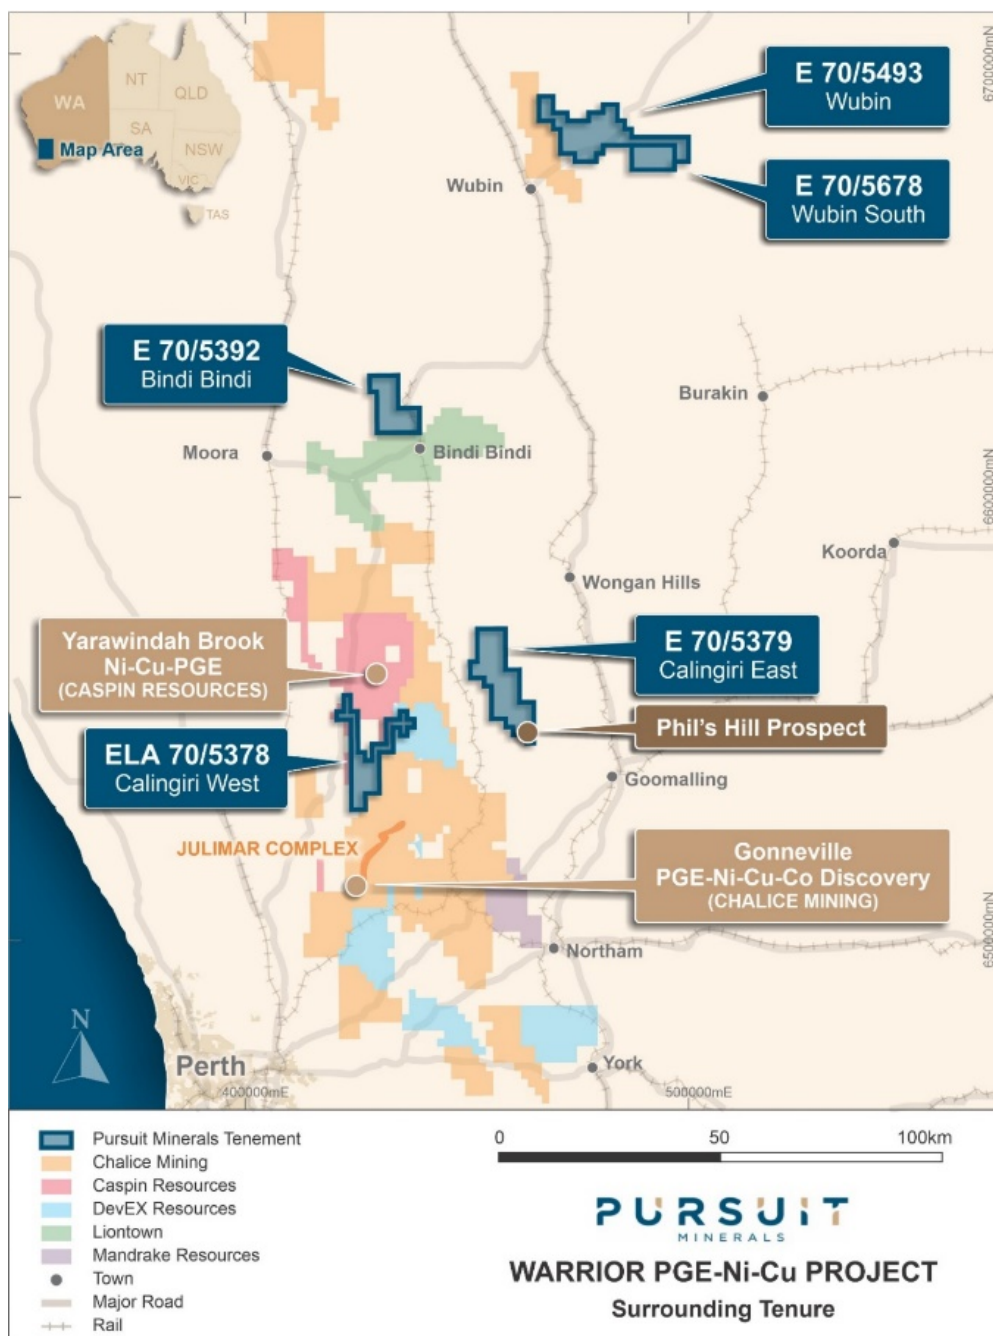 WA
NT
QLD
SA
NSW
VIC
TAS
Map Area
E 70/5493
Wubin
E 70/5678
Wubin South
6700000mN
Wubin
E 70/5392
Bindi Bindi
Burakin
Moora
Bindi Bindi
6600000mN
Koorda
Wongan Hills
Yarawindah Brook
Ni-Cu-PGE
(CASPIN RESOURCES)
E 70/5379
Calingiri East
Phil's Hill Prospect
ELA 70/5378
Calingiri West
Goomalling
JULIMAR COMPLEX
Gonneville
PGE-Ni-Cu-Co Discovery
(CHALICE MINING)
6500000mN
Northam
N
Perth
York
400000mE
500000mE
Pursuit Minerals Tenement
Chalice Mining
Caspin Resources
DevEX Resources
Liontown
Mandrake Resources
Town
Major Road
Rail
0 50 100km
PURSUIT
MINERALS
WARRIOR PGE-Ni-Cu PROJECT
Surrounding Tenure